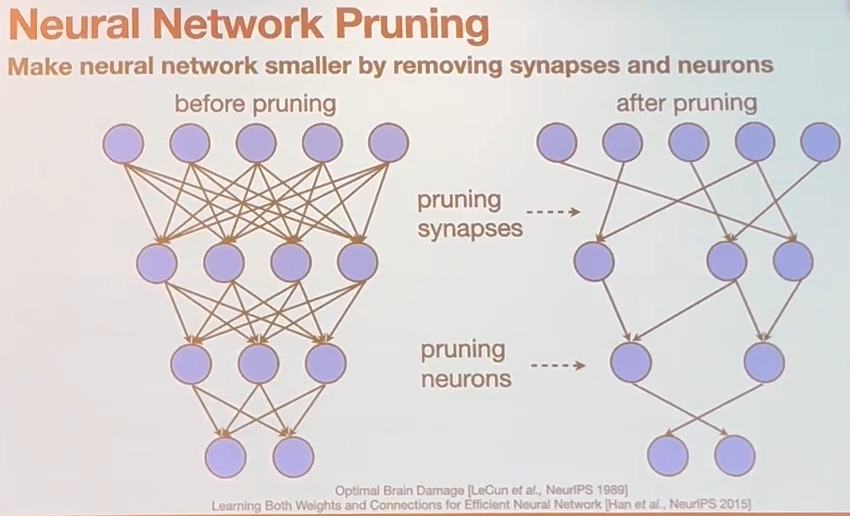 Neural Network Pruning
Make neural network smaller by removing synapses and neurons
before pruning
after pruning
pruning
synapses
pruning
neurons
Optimal Brain Damage [LeCun et al., NeurIPS 1989]
Learning Both Weights and Connections for Efficient Neural Network [Han et al., NeurIPS 2015]